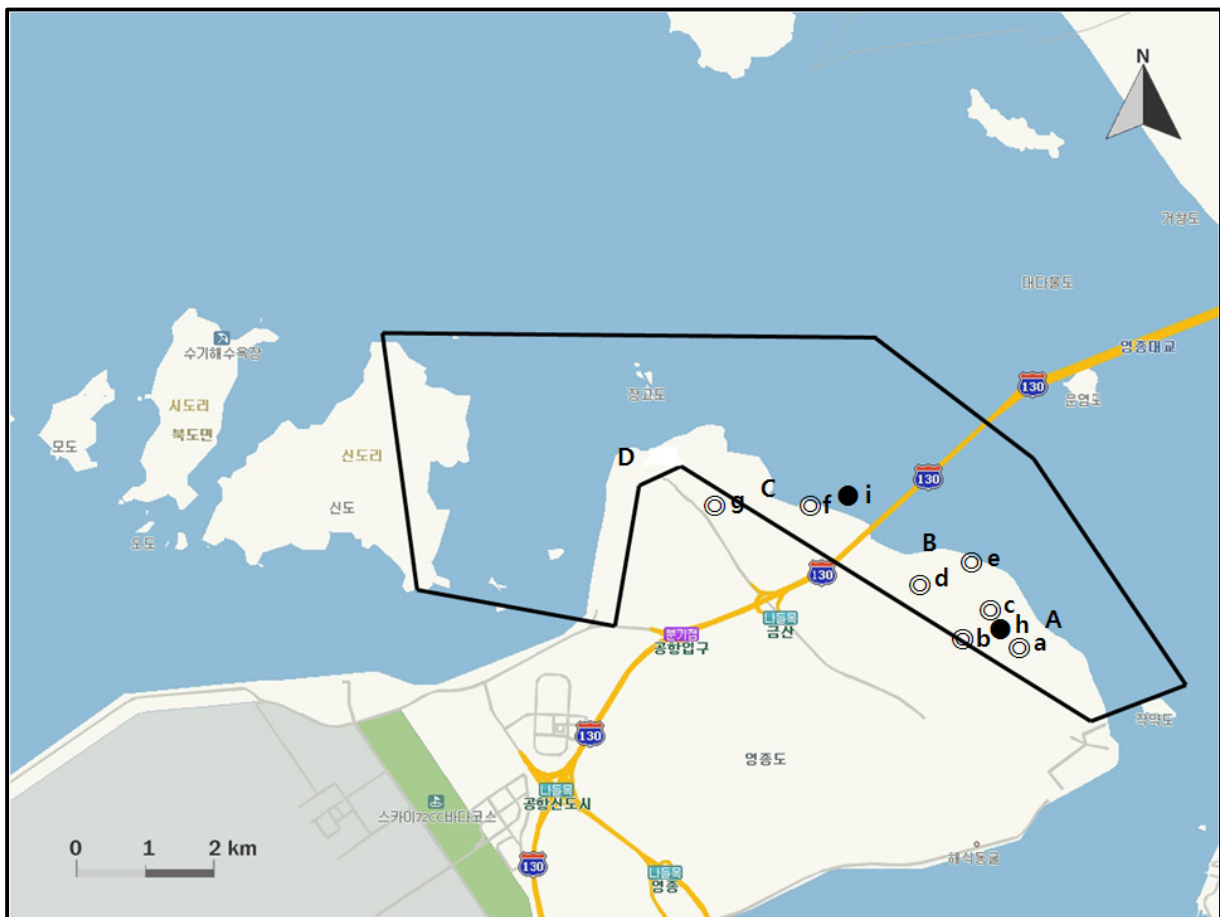 N
거창도
대다물도
130
영종대교
운염도
수기해수욕장
시도리
북도면
모도
장고도
신도리
신도
오도
D
C
g
f
i
130
B
e
d
130
c
h
A
b
a
나들목
금산
분기점
공항입구
작약도
130
영종도
나들목
공항신도시
스카이72CC바다코스
0 1 2 km
해식동굴
130
나들목
영종